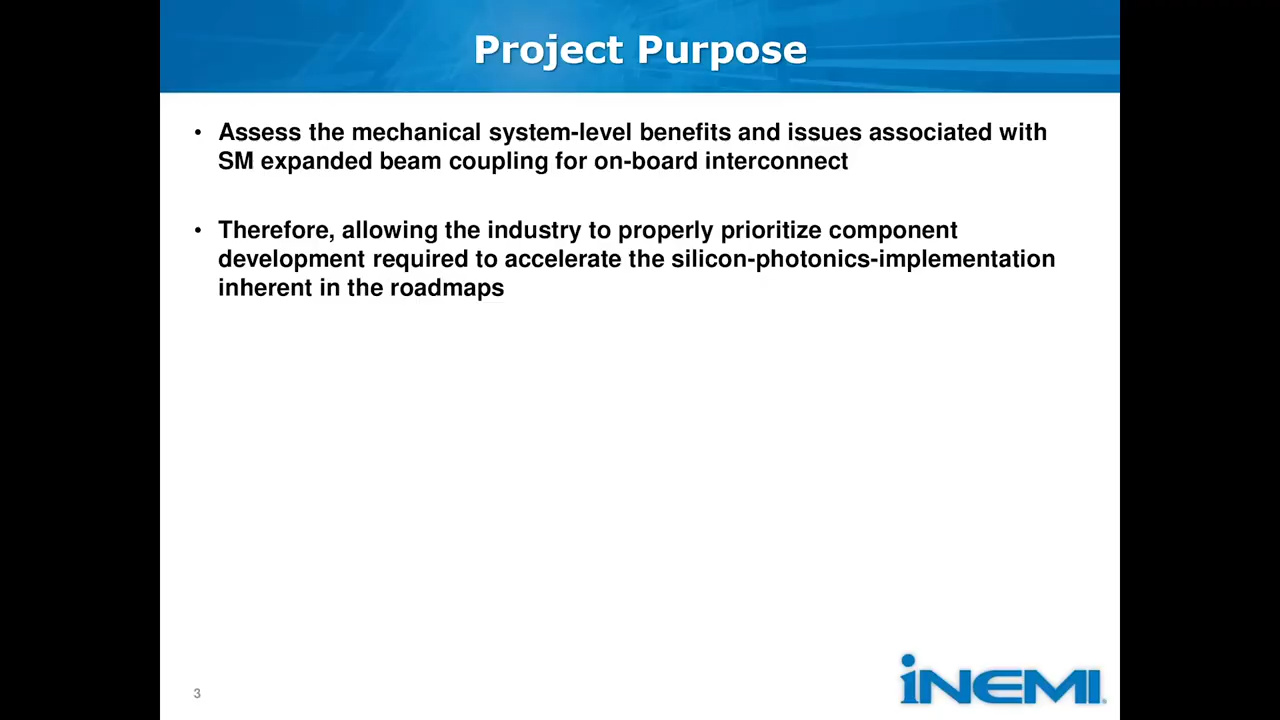 Project Purpose
• Assess the mechanical system-level benefits and issues associated with
SM expanded beam coupling for on-board interconnect
• Therefore, allowing the industry to properly prioritize component
development required to accelerate the silicon-photonics-implementation
inherent in the roadmaps
3
iNEMI®